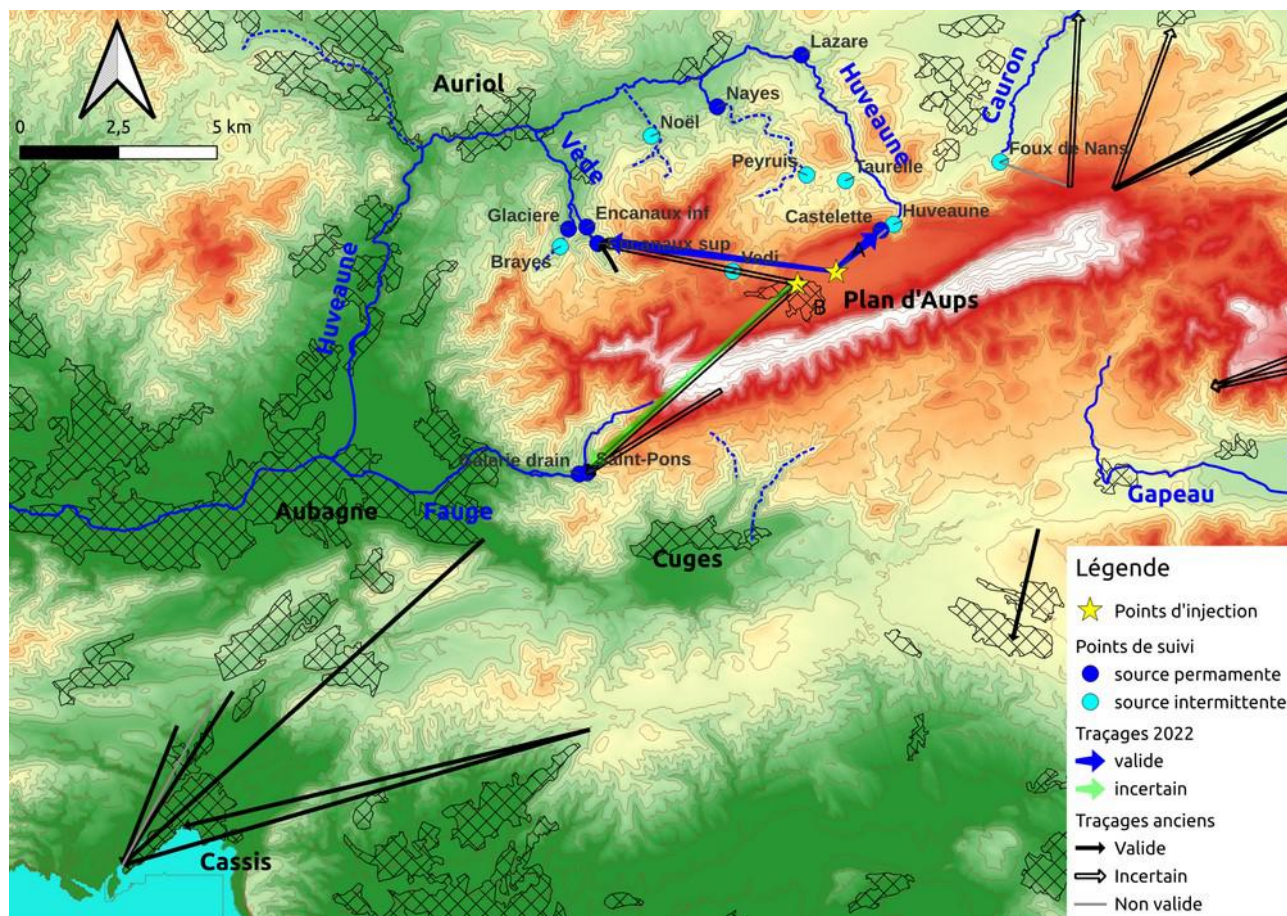 Lazare
Auriol
Huveaune
Cauron
Nayes
0
2,5
5 km
Noël
Vède
Foux de Nans
Peyruis
Taurelle
Glaciere
Encanaux inf
Castelette
Huveaune
Encanaux sup
Brayes
Vedi
Huveaune
Plan d'Aups
B
Galerie drain
Saint-Pons
Gapeau
Aubagne
Fauge
Cuges
Légende
Points d'injection
Points de suivi
source permamente
source intermittente
Traçages 2022
valide
incertain
Traçages anciens
Valide
Incertain
Non valide
Cassis